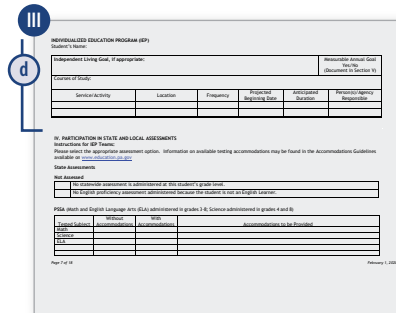 III
d
INDIVIDUALIZED EDUCATION PROGRAM (IEP)
Student's Name:
Independent Living Goal, if appropriate:
Measurable Annual Goal
Yes/No
(Document in Section V)
Courses of Study:
Service/Activity Location Frequency Projected Beginning Date Anticipated Duration Person(s)/Agency Responsible
IV. PARTICIPATION IN STATE AND LOCAL ASSESSMENTS
Instructions for IEP Teams:
Please select the appropriate assessment option. Information on available testing accommodations may be found in the Accommodations Guidelines
available on www.education.pa.gov
State Assessments
Not Assessed
No statewide assessment is administered at this student's grade level.
No English proficiency assessment administered because the student is not an English Learner.
PSSA (Math and English Language Arts (ELA) administered in grades 3-8; Science administered in grades 4 and 8)
Tested Subject Without Accommodations With Accommodations Accommodations to be Provided
Math
Science
ELA
Page 7 of 18
February 1, 200